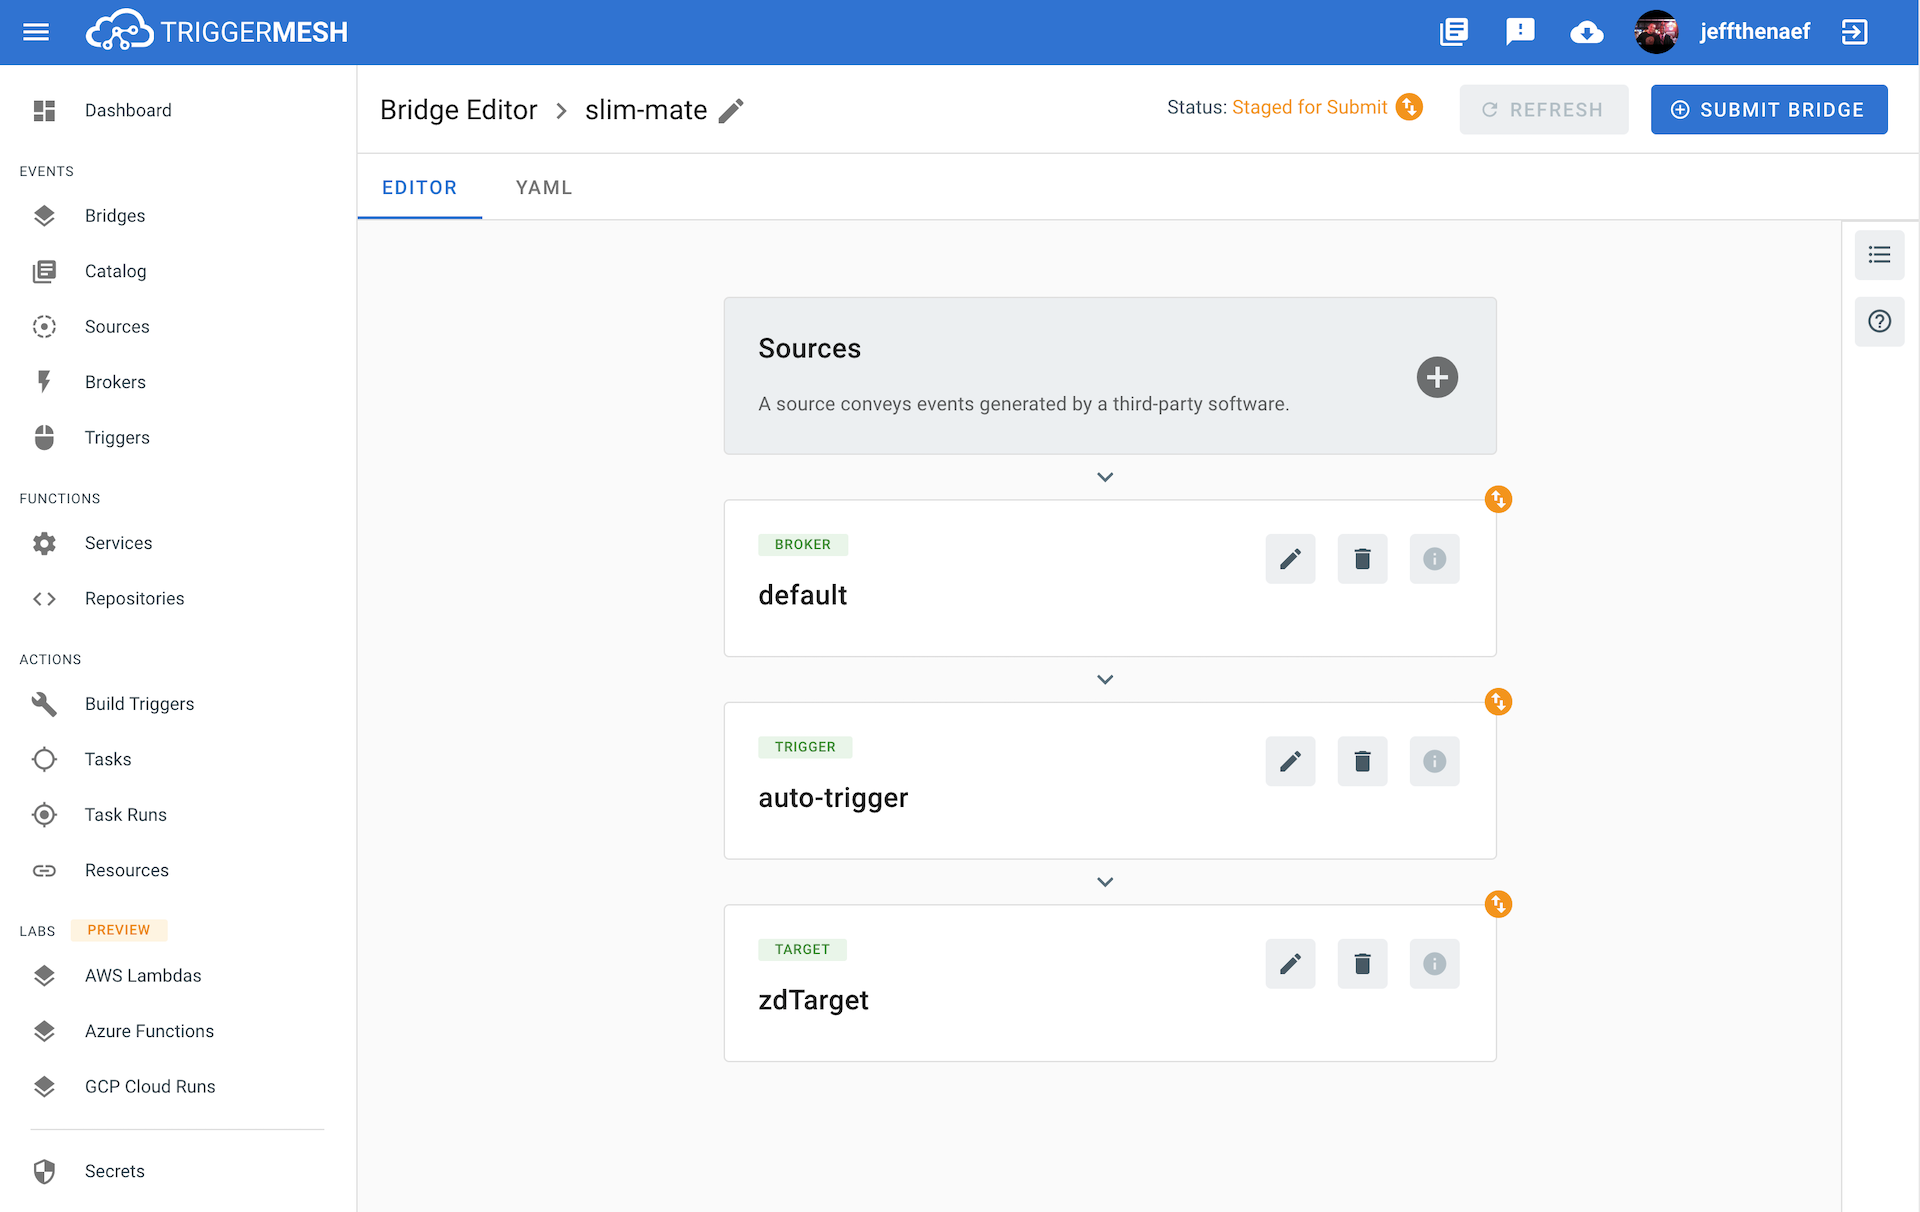 TRIGGERMESH
jeffthenaef
Dashboard
EVENTS
Bridges
Catalog
Sources
Brokers
Triggers
FUNCTIONS
Services
Repositories
ACTIONS
Build Triggers
Tasks
Task Runs
Resources
LABS PREVIEW
AWS Lambdas
Azure Functions
GCP Cloud Runs
Secrets
Bridge Editor > slim-mate
Status: Staged for Submit
REFRESH
SUBMIT BRIDGE
EDITOR YAML
Sources
A source conveys events generated by a third-party software.
BROKER
default
TRIGGER
auto-trigger
TARGET
zdTarget